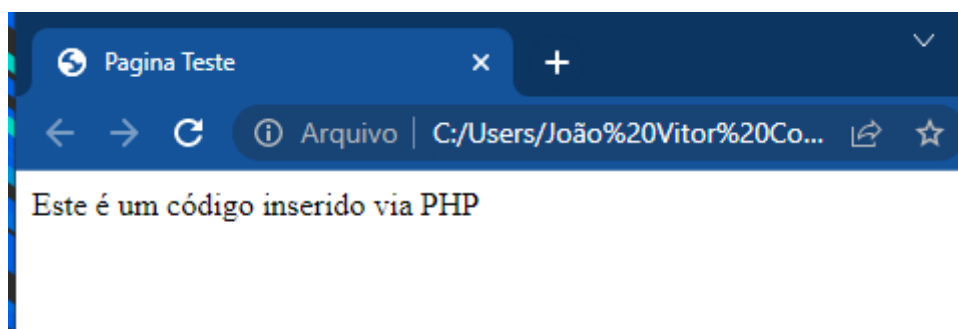 Pagina Teste
Arquivo C:/Users/João%20Vitor%20Co...
Este é um código inserido via PHP